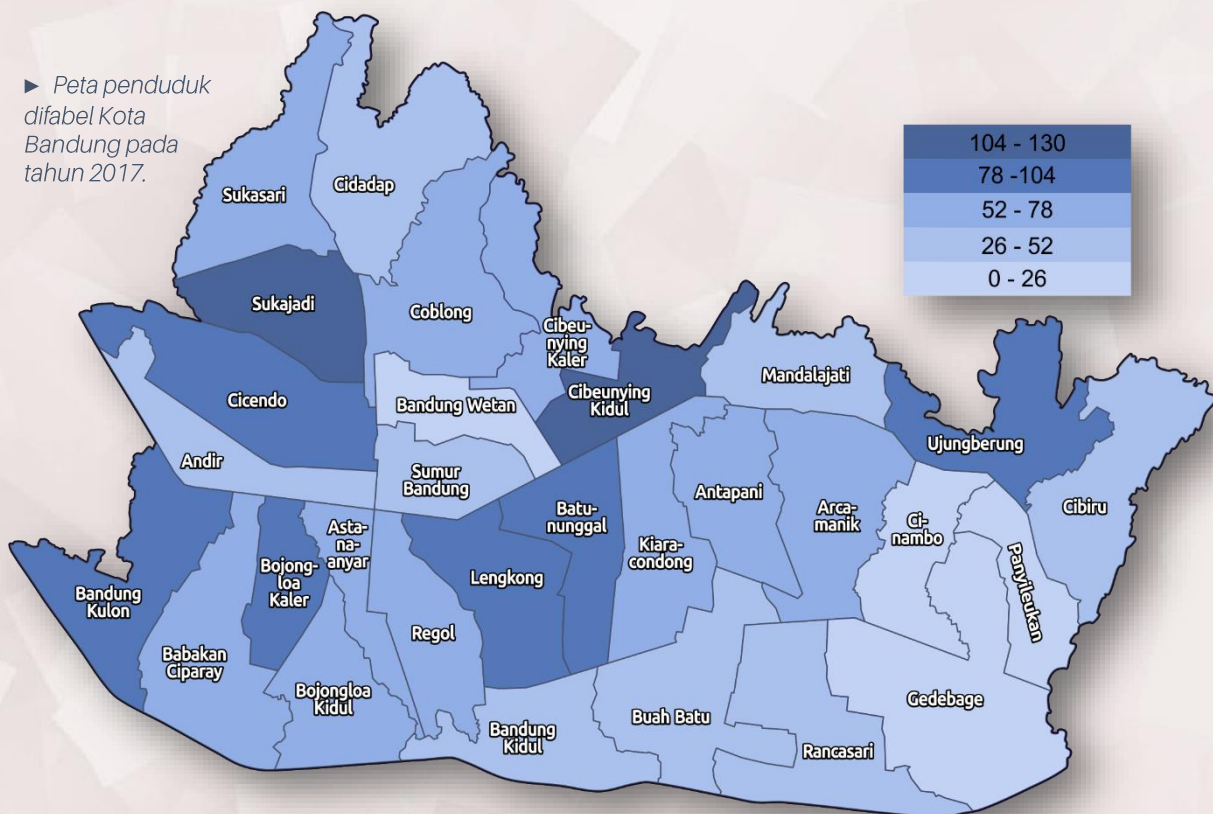 ► Peta penduduk
difabel Kota
Bandung pada
tahun 2017.
104 - 130
78 -104
52 - 78
26 - 52
0 - 26
Sukasari
Cidadap
Sukajadi
Coblong
Cibeu-
nying
Kaler
Cicendo
Bandung Wetan
Cibeunying
Kidul
Mandalajati
Ujungberung
Andir
Sumur
Bandung
Antapani
Arca-
manik
Ci-
nambo
Cibiru
Batu-
nunggal
Kiara-
condong
Asta-
na-
anyar
Bojong-
loa
Kaler
Lengkong
Panyileukan
Bandung
Kulon
Babakan
Ciparay
Regol
Bojongloa
Kidul
Bandung
Kidul
Buah Batu
Rancasari
Gedebage